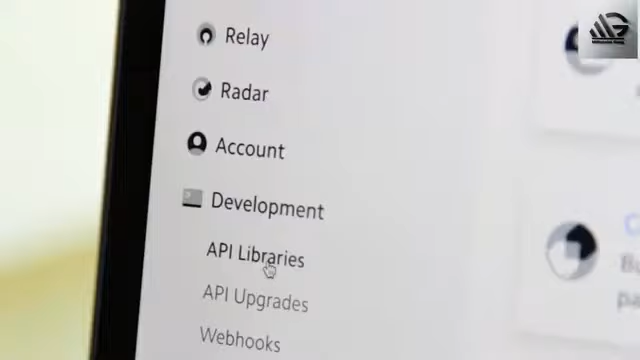 Relay
Radar
Account
Development
API Libraries
API Upgrades
Webhooks